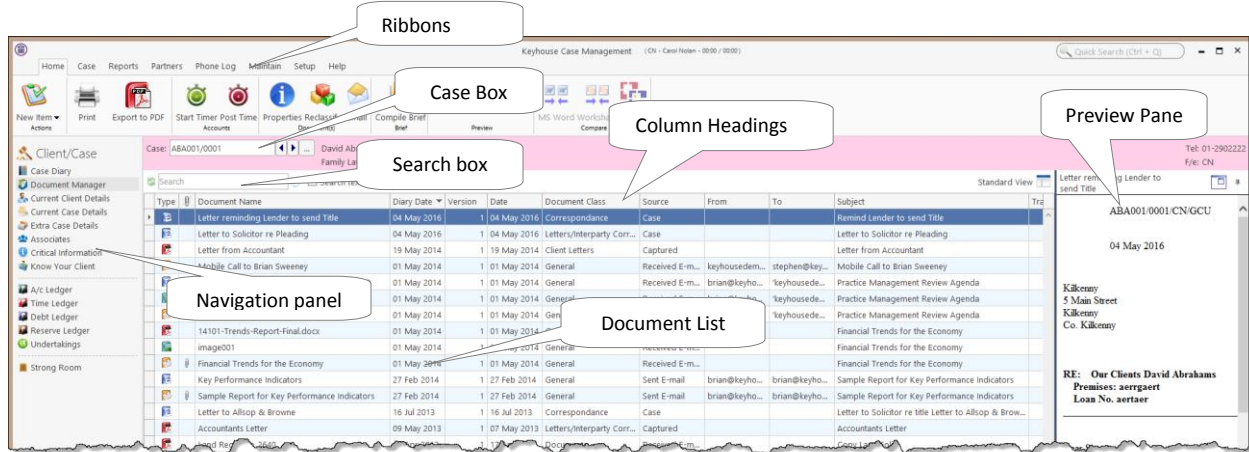 Ribbons
Keyhouse Case Management (CN - Carol Nolan - 00:00 / 00:00)
Quick Search (Ctrl + Q)
Home Case Reports Partners Phone Log Maintain Setup Help
Case Box
Column Headings
Preview Pane
New Item Print Export to PDF Start Timer Post Time Properties Reclassify Compile Brief MS Word
Actions Accounts Brief Preview Compare
Client/Case
Case: ABA001/0001 ... David
Tel: 01-2902222
Family
F/e: CN
Search box
Case Diary
Document Manager
Current Client Details
Current Case Details
Extra Case Details
Associates
Critical Information
Know Your Client
A/c Ledger
Time Ledger
Debt Ledger
Reserve Ledger
Undertakings
Strong Room
Navigation panel
Search
Standard View
Type Document Name Diary Date Version Date Document Class Source From To Subject
Letter reminding Lender to send Title 04 May 2016 1 04 May 2016 Correspondance Case Remind Lender to send Title
Letter to Solicitor re Pleading 04 May 2016 1 04 May 2016 Letters/Interparty Corr... Case Letter to Solicitor re Pleading
Letter from Accountant 19 May 2014 1 19 May 2014 Client Letters Captured Letter from Accountant
Mobile Call to Brian Sweeney 01 May 2014 1 01 May 2014 General Received E-m... keyhousedem... stephen@key... Mobile Call to Brian Sweeney
01 May 2014 1 01 May 2014 General Received E-m... brian@keyho... 'keyhousede... Practice Management Review Agenda
01 May 2014 1 01 May 2014 General 'keyhousede... Practice Management Review Agenda
01 May 2014 1 01 May 2014 'keyhousede... Practice Management Review Agenda
Document List
14101-Trends-Report-Final.docx 01 May 2014 1 01 May 2014 Financial Trends for the Economy
image001 01 May 2014 1 01 May 2014 General Received E-m... Financial Trends for the Economy
Financial Trends for the Economy 01 May 2014 1 01 May 2014 General Received E-m... Financial Trends for the Economy
Key Performance Indicators 27 Feb 2014 1 27 Feb 2014 General Sent E-mail brian@keyho... brian@keyho... Sample Report for Key Performance Indicators
Sample Report for Key Performance Indicators 27 Feb 2014 1 27 Feb 2014 General Sent E-mail brian@keyho... brian@keyho... Sample Report for Key Performance Indicators
Letter to Allsop & Browne 16 Jul 2013 1 16 Jul 2013 Correspondance Case Letter to Solicitor re title Letter to Allsop & Brow...
Accountants Letter 09 May 2013 1 07 May 2013 Letters/Interparty Corr... Captured Accountants Letter
Letter reminding Lender to send Title
ABA001/0001/CN/GCU
04 May 2016
Kilkenny
5 Main Street
Kilkenny
Co. Kilkenny
RE: Our Clients David Abrahams
Premises: aerrgaert
Loan No. aertaer